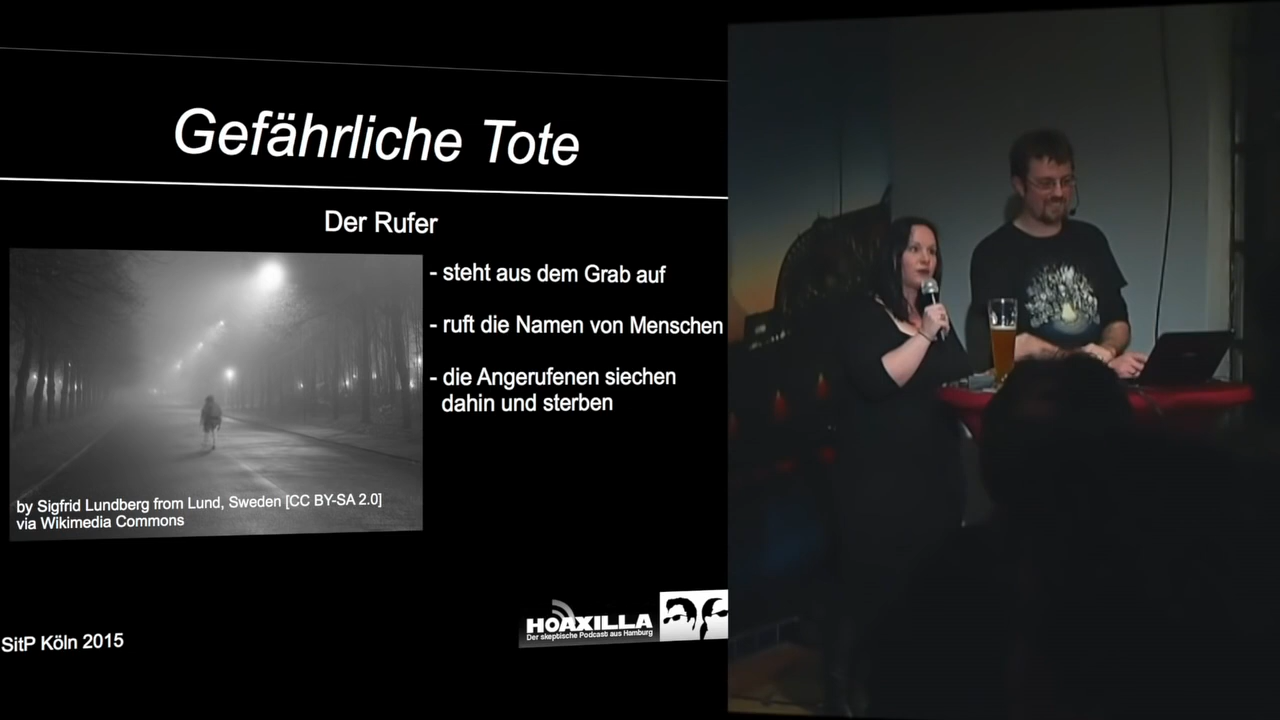 Gefährliche Tote
Der Rufer
- steht aus dem Grab auf
- ruft die Namen von Menschen
- die Angerufenen siechen
dahin und sterben
by Sigfrid Lundberg from Lund, Sweden [CC BY-SA 2.0]
via Wikimedia Commons
HOAXILLA
Der skeptische Podcast aus Hamburg
SitP Köln 2015